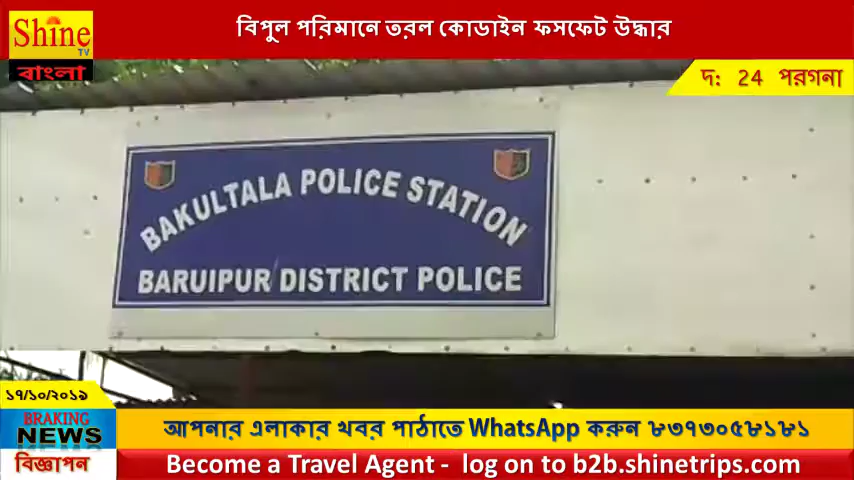 Shine
TV
বাংলা
বিপুল পরিমানে তরল কোডাইন ফসফেট উদ্ধার
দ: 24 পরগনা
BAKULTALA POLICE STATION
BARUIPUR DISTRICT POLICE
১৭/১০/২০১৯
BRAKING
NEWS
আপনার এলাকার খবর পাঠাতে WhatsApp করুন ৮৩৭৩০৫৮১৮১
বিজ্ঞাপন
Become a Travel Agent - log on to b2b.shinetrips.com